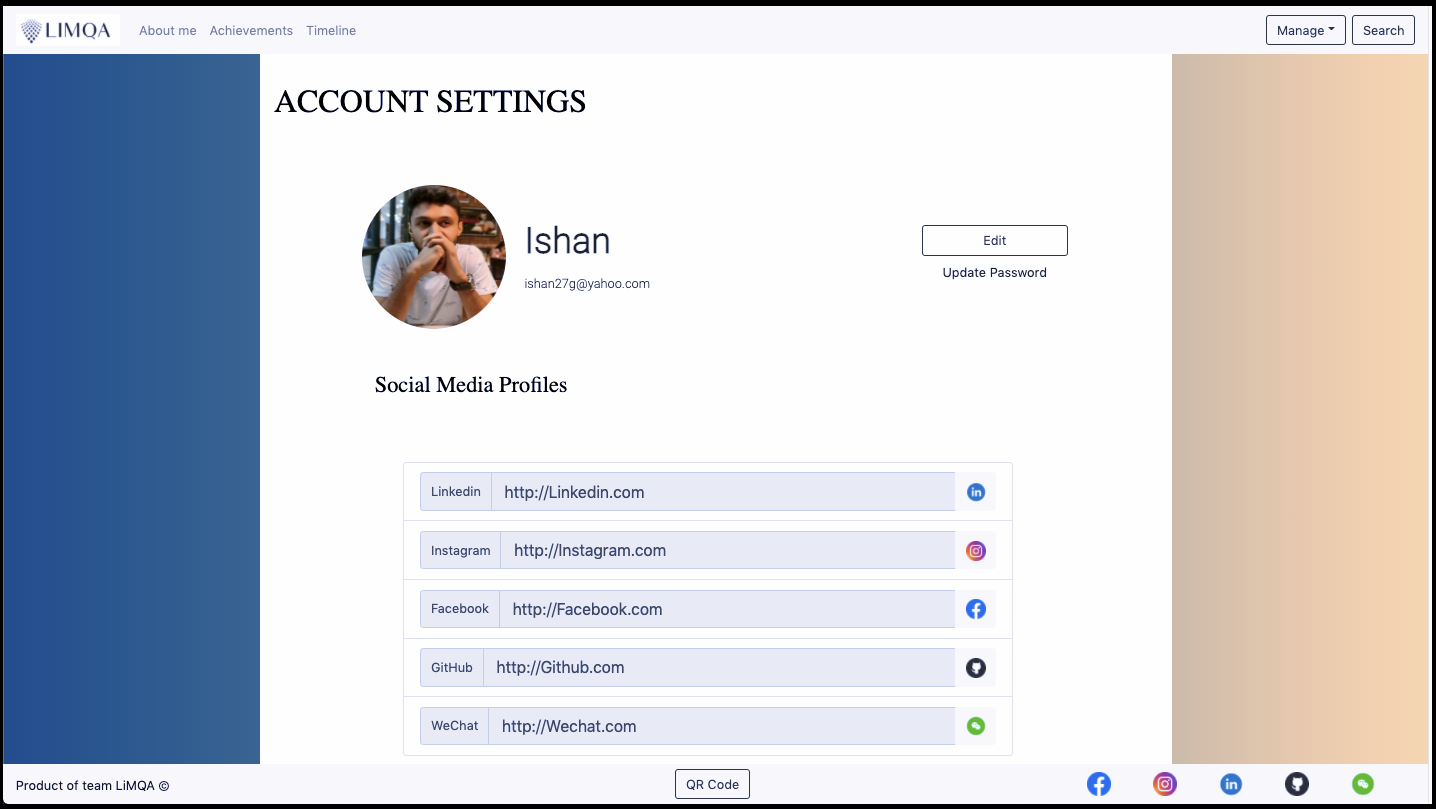 LIMQA About me Achievements Timeline Manage Search
ACCOUNT SETTINGS
Ishan
ishan27g@yahoo.com
Edit
Update Password
Social Media Profiles
Linkedin http://Linkedin.com
Instagram http://Instagram.com
Facebook http://Facebook.com
GitHub http://Github.com
WeChat http://Wechat.com
Product of team LiMQA © QR Code